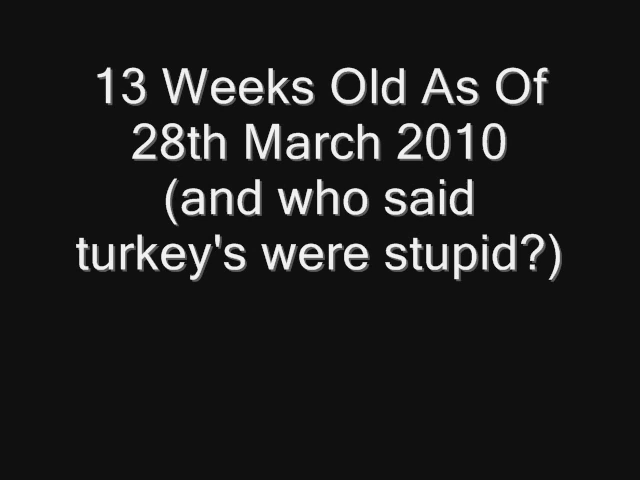 13 Weeks Old As Of
28th March 2010
(and who said
turkey's were stupid?)